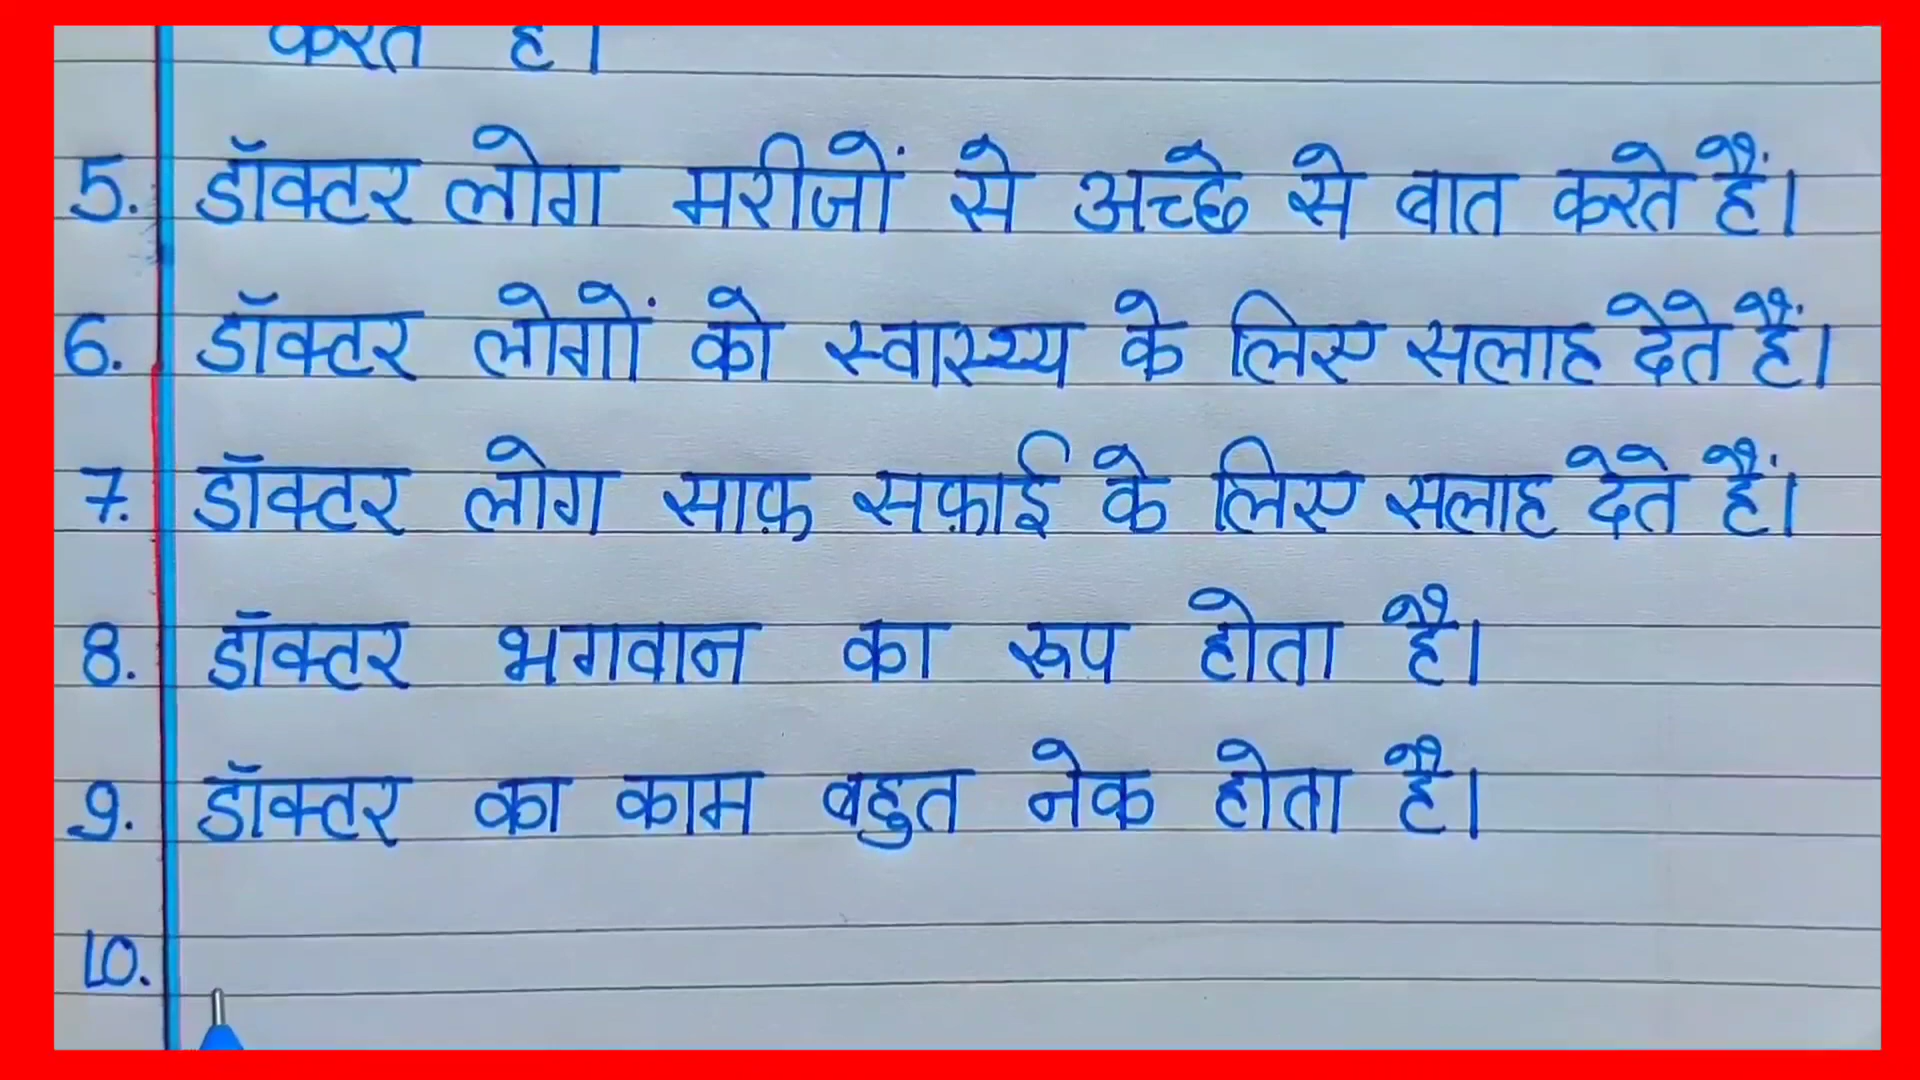 करते हैं।
5. डॉक्टर लोग मरीजों से अच्छे से बात करते हैं।
6. डॉक्टर लोगों को स्वास्थ्य के लिए सलाह देते हैं।
7. डॉक्टर लोग साफ़ सफ़ाई के लिए सलाह देते हैं।
8. डॉक्टर भगवान का रूप होता है।
9. डॉक्टर का काम बहुत नेक होता है।
10.